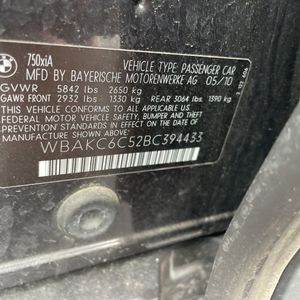 BMW
750xiA
VEHICLE TYPE: PASSENGER CAR
MFD. BY BAYERISCHE MOTORENWERKE AG 05/10
GVWR 5842 lbs 2650 kg
GAWR FRONT 2932 lbs 1330 kg REAR 3064 lbs 1390 kg
THIS VEHICLE CONFORMS TO ALL APPLICABLE
FEDERAL MOTOR VEHICLE SAFETY, BUMPER AND THEFT
PREVENTION STANDARDS IN EFFECT ON THE DATE OF
MANUFACTURE SHOWN ABOVE.
WBAKC6C52BC394433